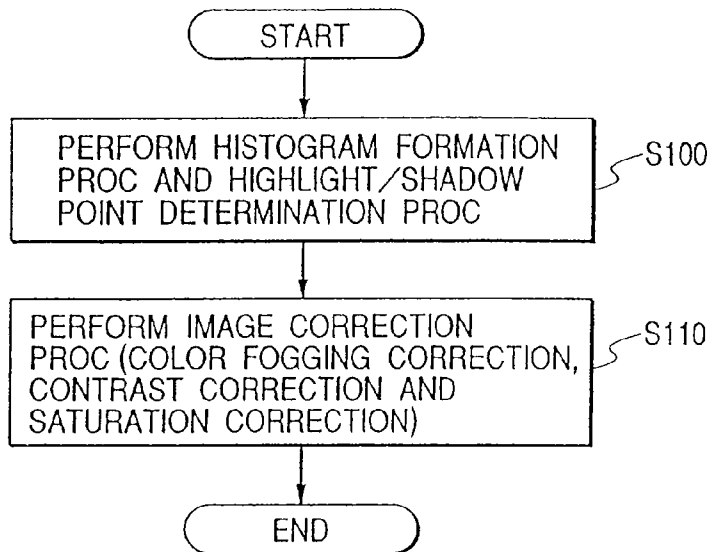 START
PERFORM HISTOGRAM FORMATION
PROC AND HIGHLIGHT/SHADOW
POINT DETERMINATION PROC
S100
PERFORM IMAGE CORRECTION
PROC (COLOR FOGGING CORRECTION,
CONTRAST CORRECTION AND
SATURATION CORRECTION)
S110
END